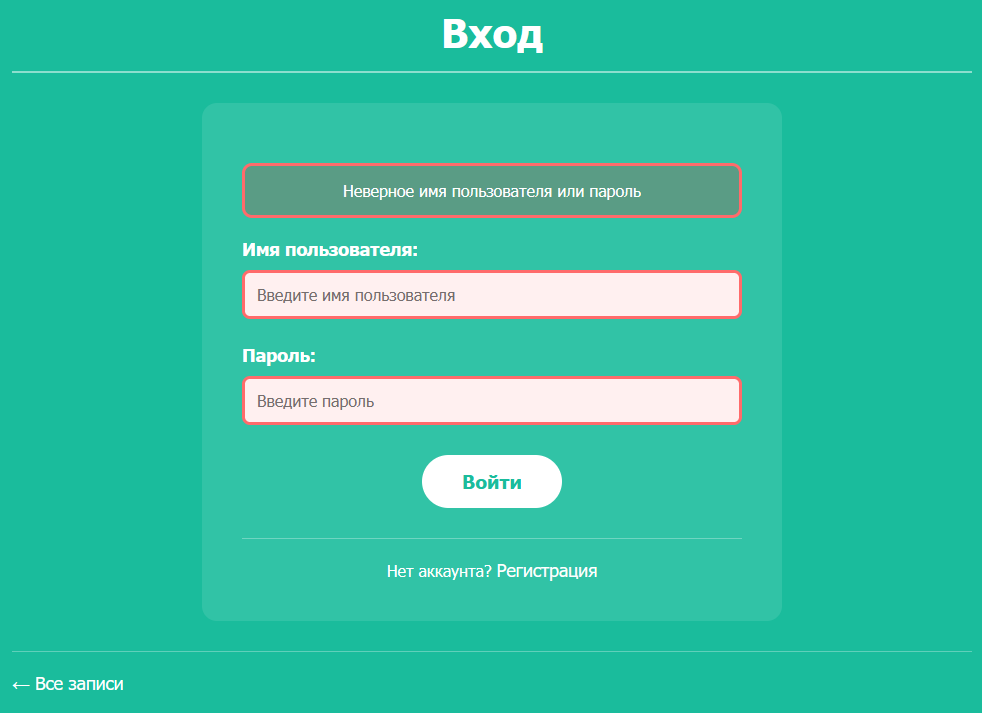 Вход
Неверное имя пользователя или пароль
Имя пользователя:
Введите имя пользователя
Пароль:
Введите пароль
Войти
Нет аккаунта? Регистрация
← Все записи